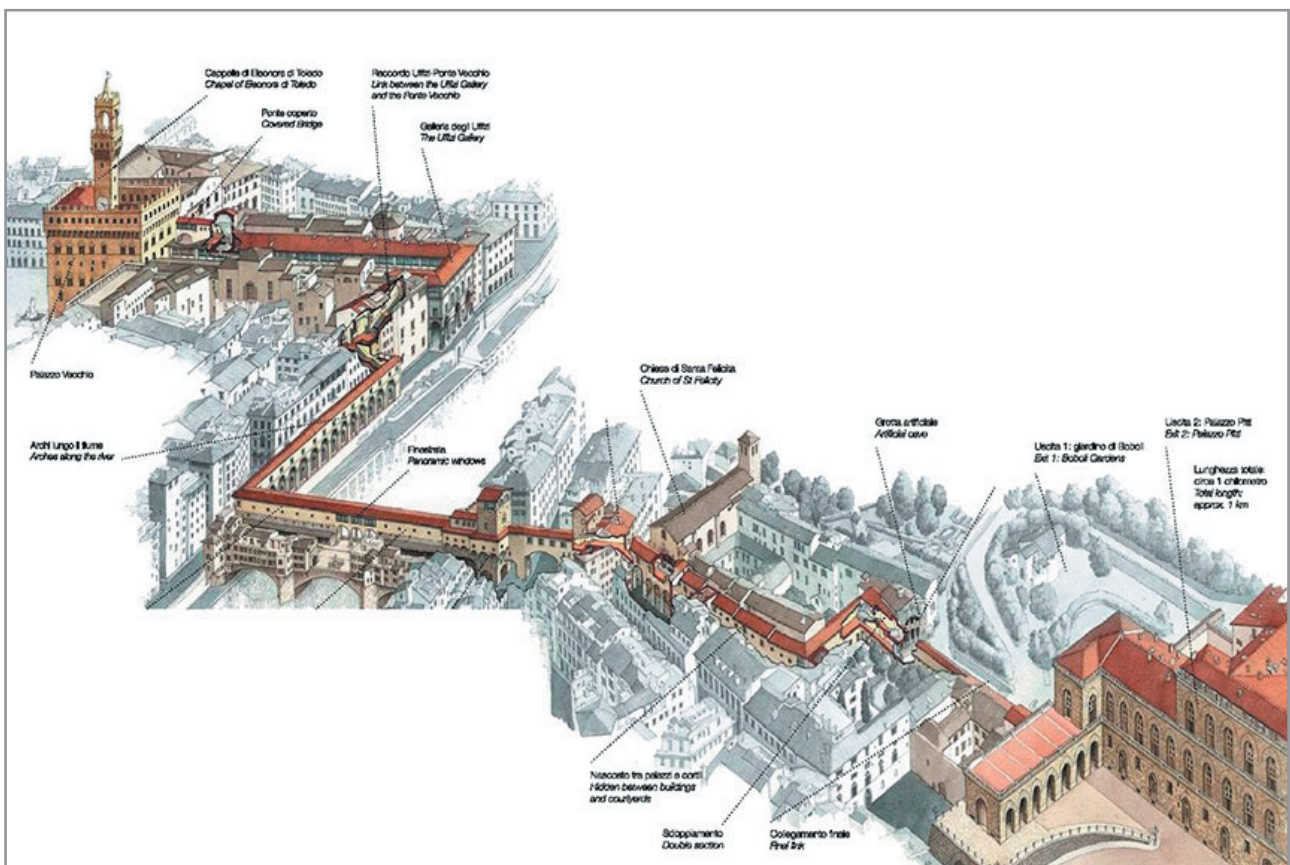 Cappella di Eleonora di Toledo
Chapel of Eleonora di Toledo
Ponte coperto
Covered Bridge
Raccordo Uffizi-Ponte Vecchio
Link between the Uffizi Gallery
and the Ponte Vecchio
Galleria degli Uffizi
The Uffizi Gallery
Palazzo Vecchio
Archi lungo il fiume
Arches along the river
Finestrata
Panoramic windows
Chiesa di Santa Felicita
Church of St Felicity
Grotta artificiale
Artificial cave
Uscita 1: giardino di Boboli
Exit 1: Boboli Gardens
Uscita 2: Palazzo Pitti
Exit 2: Palazzo Pitti
Lunghezza totale:
circa 1 chilometro
Total length:
approx. 1 km
Nascosto tra palazzi e cortili
Hidden between buildings
and courtyards
Sdoppiamento
Double section
Collegamento finale
Final link